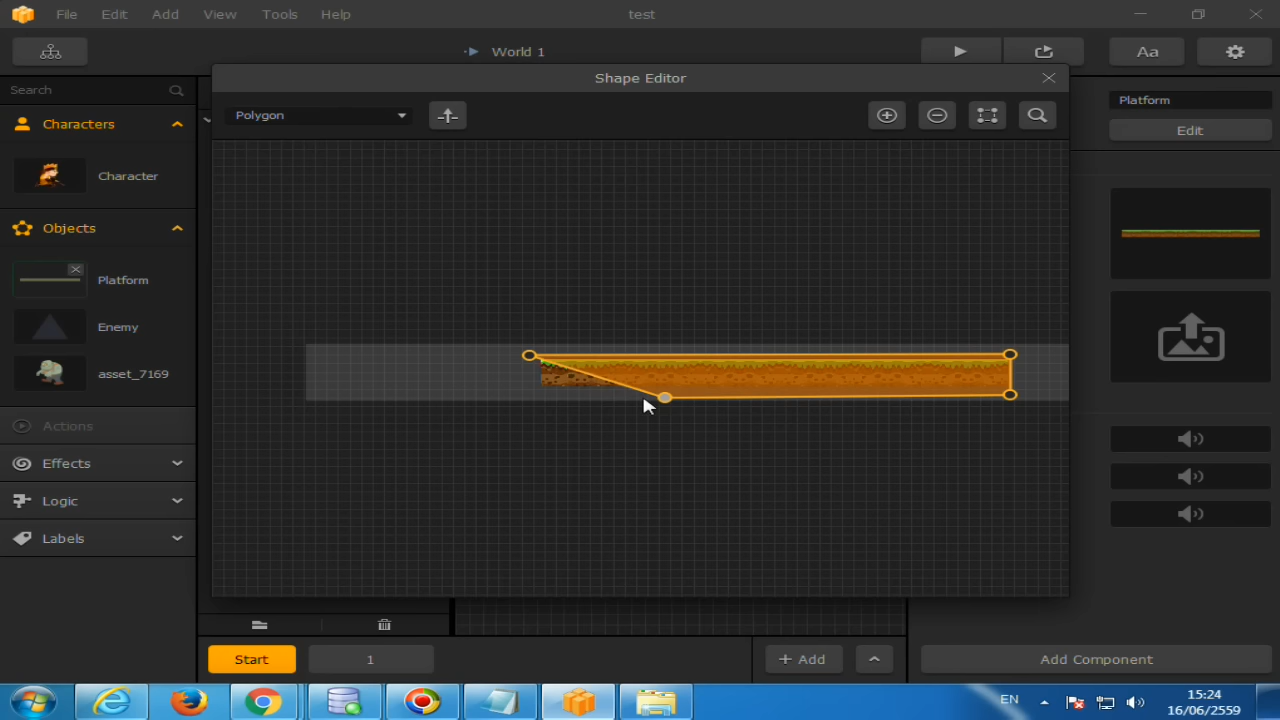 File Edit Add View Tools Help
test
World 1
Aa
Search
Shape Editor
Platform
Edit
Polygon
Characters
Character
Objects
Platform
Enemy
asset_7169
Actions
Effects
Logic
Labels
Start
1
+ Add
Add Component
EN
15:24
16/06/2559